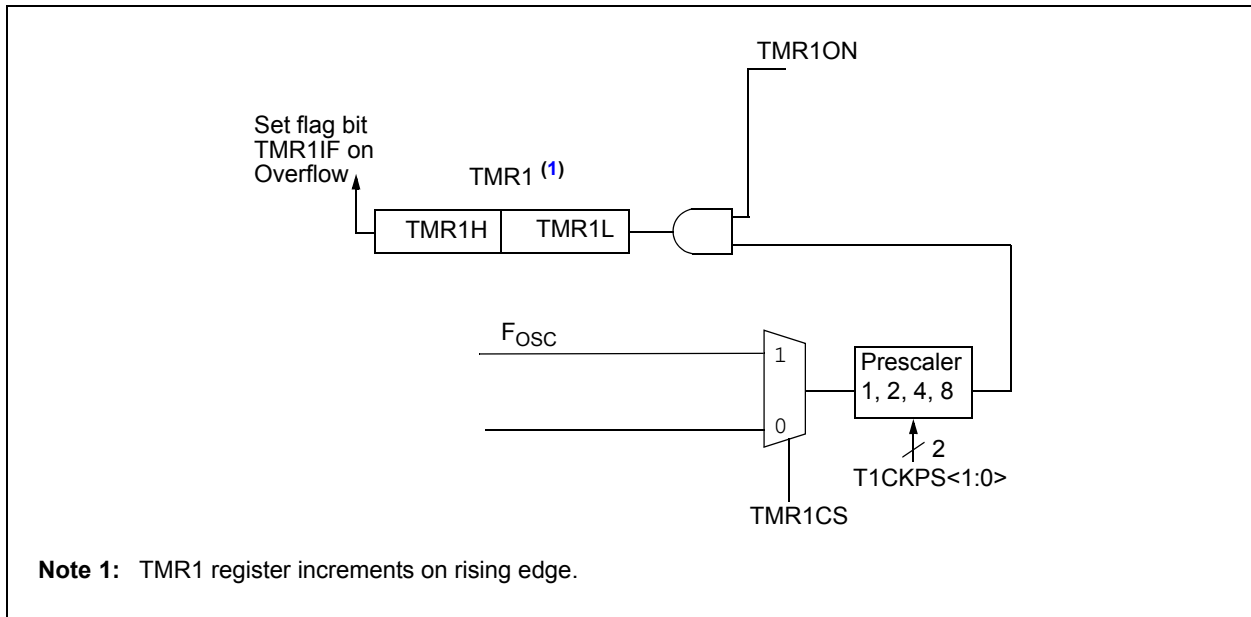 TMR1ON
Set flag bit
TMR1IF on
Overflow
TMR1 (1)
TMR1H TMR1L
FOSC
1
0
Prescaler
1, 2, 4, 8
2
T1CKPS<1:0>
TMR1CS
Note 1: TMR1 register increments on rising edge.